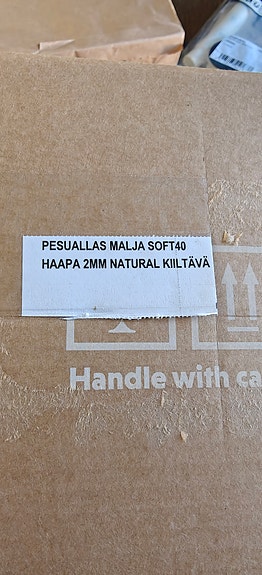 PESUALLAS MALJA SOFT40
HAAPA 2MM NATURAL KIILTÄVÄ
Handle with ca